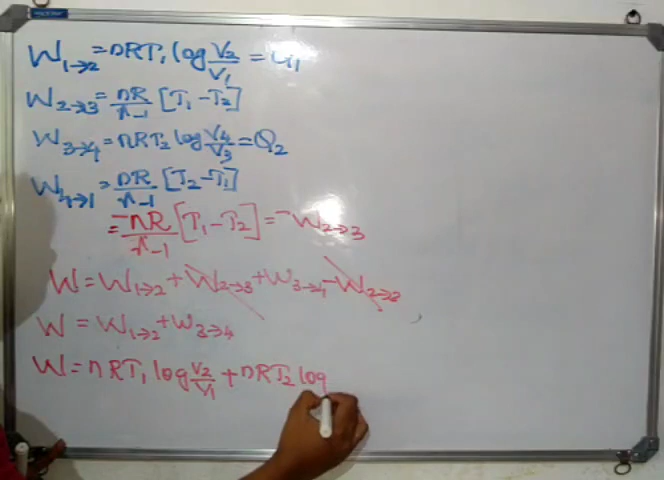 W1→2 = nRT1 log V2/V1 = Q1
W2→3 = nR/γ-1 [T1-T2]
W3→4 = nRT2 log V4/V3 = Q2
W4→1 = nR/γ-1 [T2-T1]
= -nR/γ-1 [T1-T2] = -W2→3
W = W1→2 + W2→3 + W3→4 - W2→3
W = W1→2 + W3→4
W = nRT1 log V2/V1 + nRT2 log